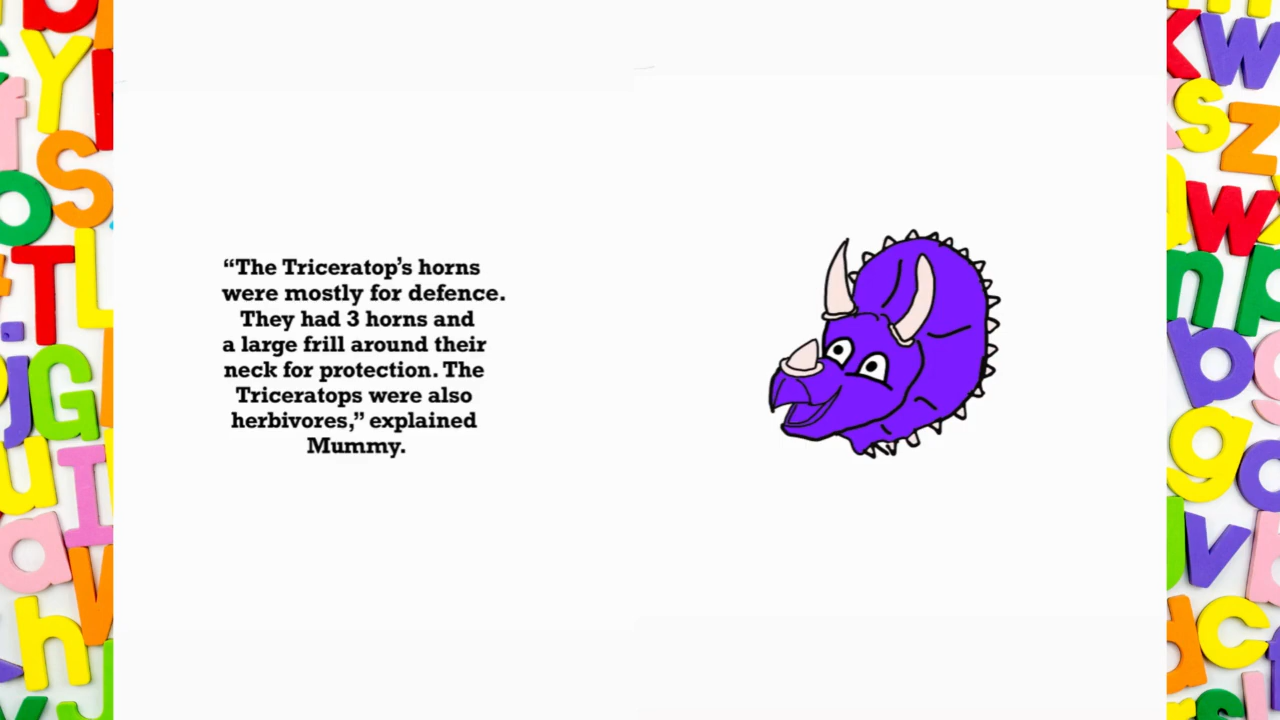 “The Triceratop’s horns
were mostly for defence.
They had 3 horns and
a large frill around their
neck for protection. The
Triceratops were also
herbivores,” explained
Mummy.